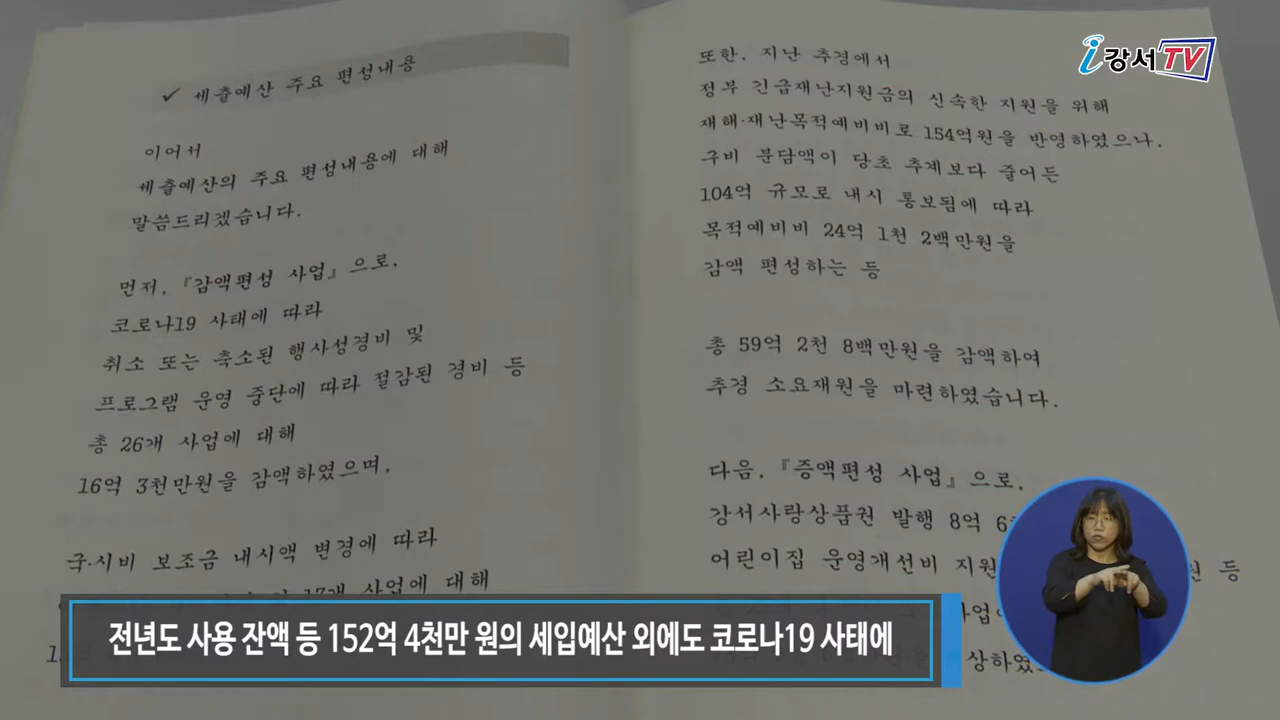 ✓ 세출예산 주요 편성내용
이어서
세출예산의 주요 편성내용에 대해
말씀드리겠습니다.
먼저, 『감액편성 사업』으로,
코로나19 사태에 따라
취소 또는 축소된 행사성경비 및
프로그램 운영 중단에 따라 절감된 경비 등
총 26개 사업에 대해
16억 3천만원을 감액하였으며,
국·시비 보조금 내시액 변경에 따라
17개 사업에 대해
또한, 지난 추경에서
정부 긴급재난지원금의 신속한 지원을 위해
재해·재난목적예비비로 154억원을 반영하였으나,
구비 분담액이 당초 추계보다 줄어든
104억 규모로 내시 통보됨에 따라
목적예비비 24억 1천 2백만원을
감액 편성하는 등
총 59억 2천 8백만원을 감액하여
추경 소요재원을 마련하였습니다.
다음, 『증액편성 사업』으로,
강서사랑상품권 발행 8억
어린이집 운영개선비 지원 등
i강서TV
전년도 사용 잔액 등 152억 4천만 원의 세입예산 외에도 코로나19 사태에